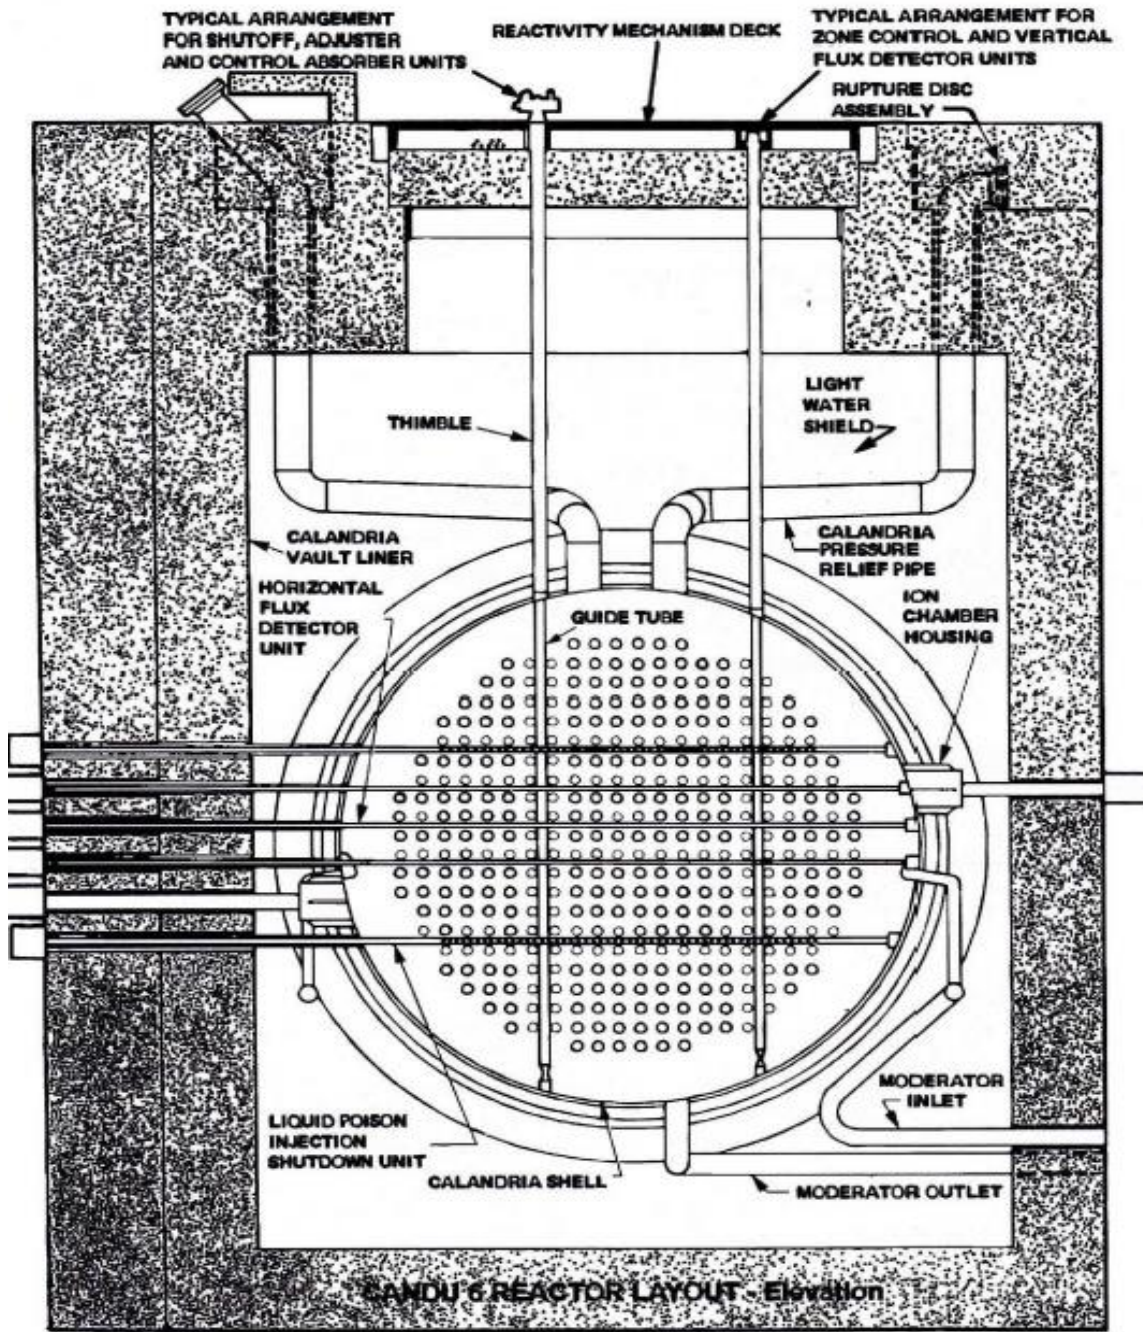 TYPICAL ARRANGEMENT
FOR SHUTOFF, ADJUSTER
AND CONTROL ABSORBER UNITS
REACTIVITY MECHANISM DECK
TYPICAL ARRANGEMENT FOR
ZONE CONTROL AND VERTICAL
FLUX DETECTOR UNITS
RUPTURE DISC
ASSEMBLY
THIMBLE
LIGHT
WATER
SHIELD
CALANDRIA
VAULT LINER
CALANDRIA
PRESSURE
RELIEF PIPE
HORIZONTAL
FLUX
DETECTOR
UNIT
ION
CHAMBER
HOUSING
GUIDE TUBE
MODERATOR
INLET
LIQUID POISON
INJECTION
SHUTDOWN UNIT
CALANDRIA SHELL
MODERATOR OUTLET
CANDU 6 REACTOR LAYOUT - Elevation